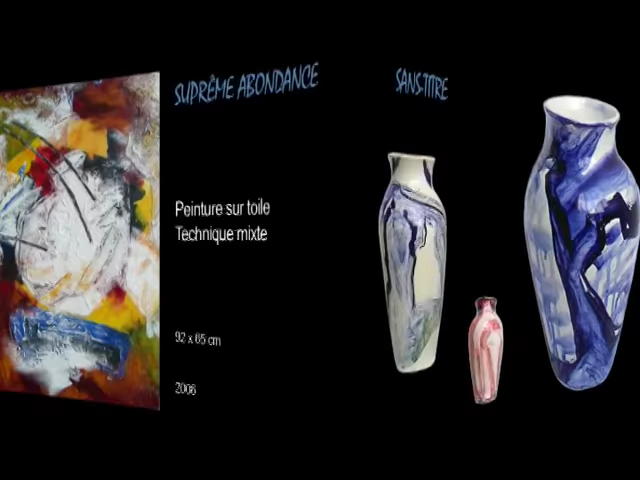 SUPRÊME ABONDANCE
SANS-TITRE
Peinture sur toile
Technique mixte
92 x 65 cm
2006